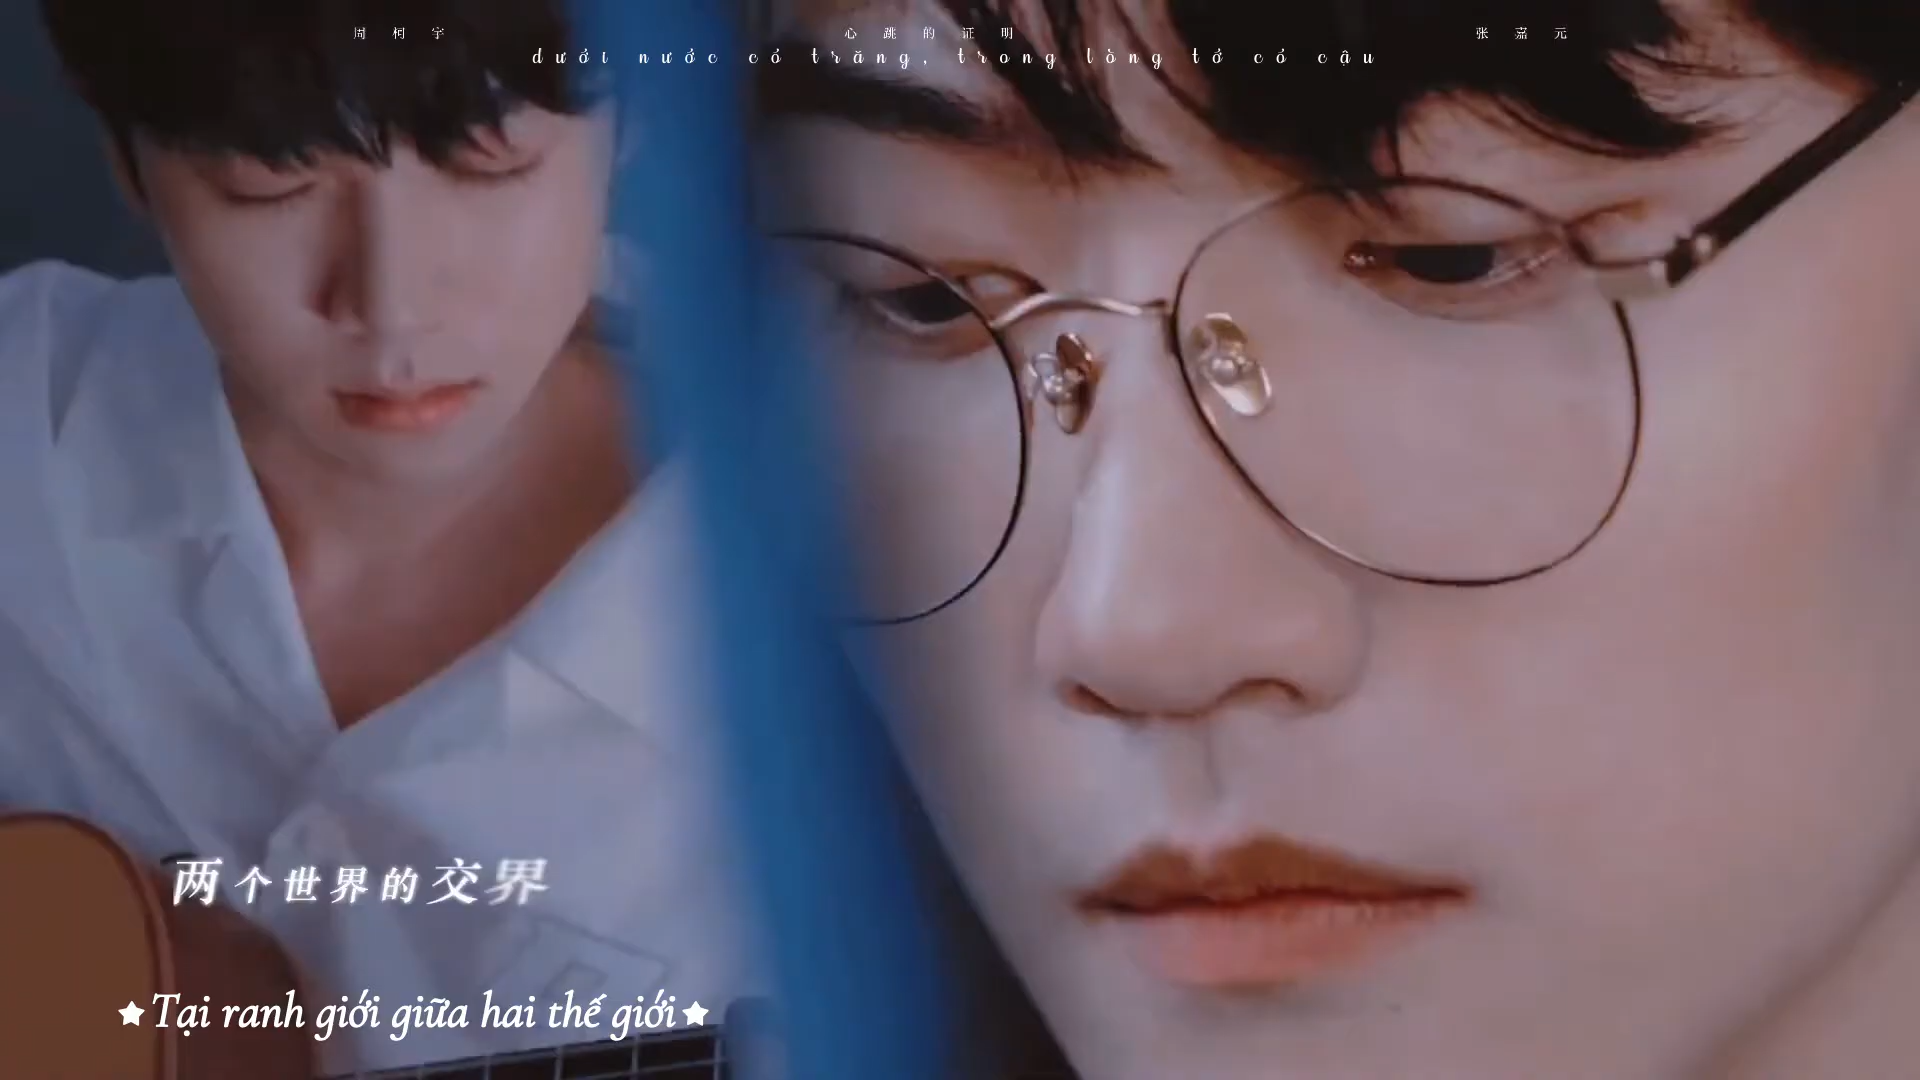 周柯宇 心跳的证明 张嘉元
dưới nước có trăng, trong lòng tớ có cậu
两个世界的交界
Tại ranh giới giữa hai thế giới